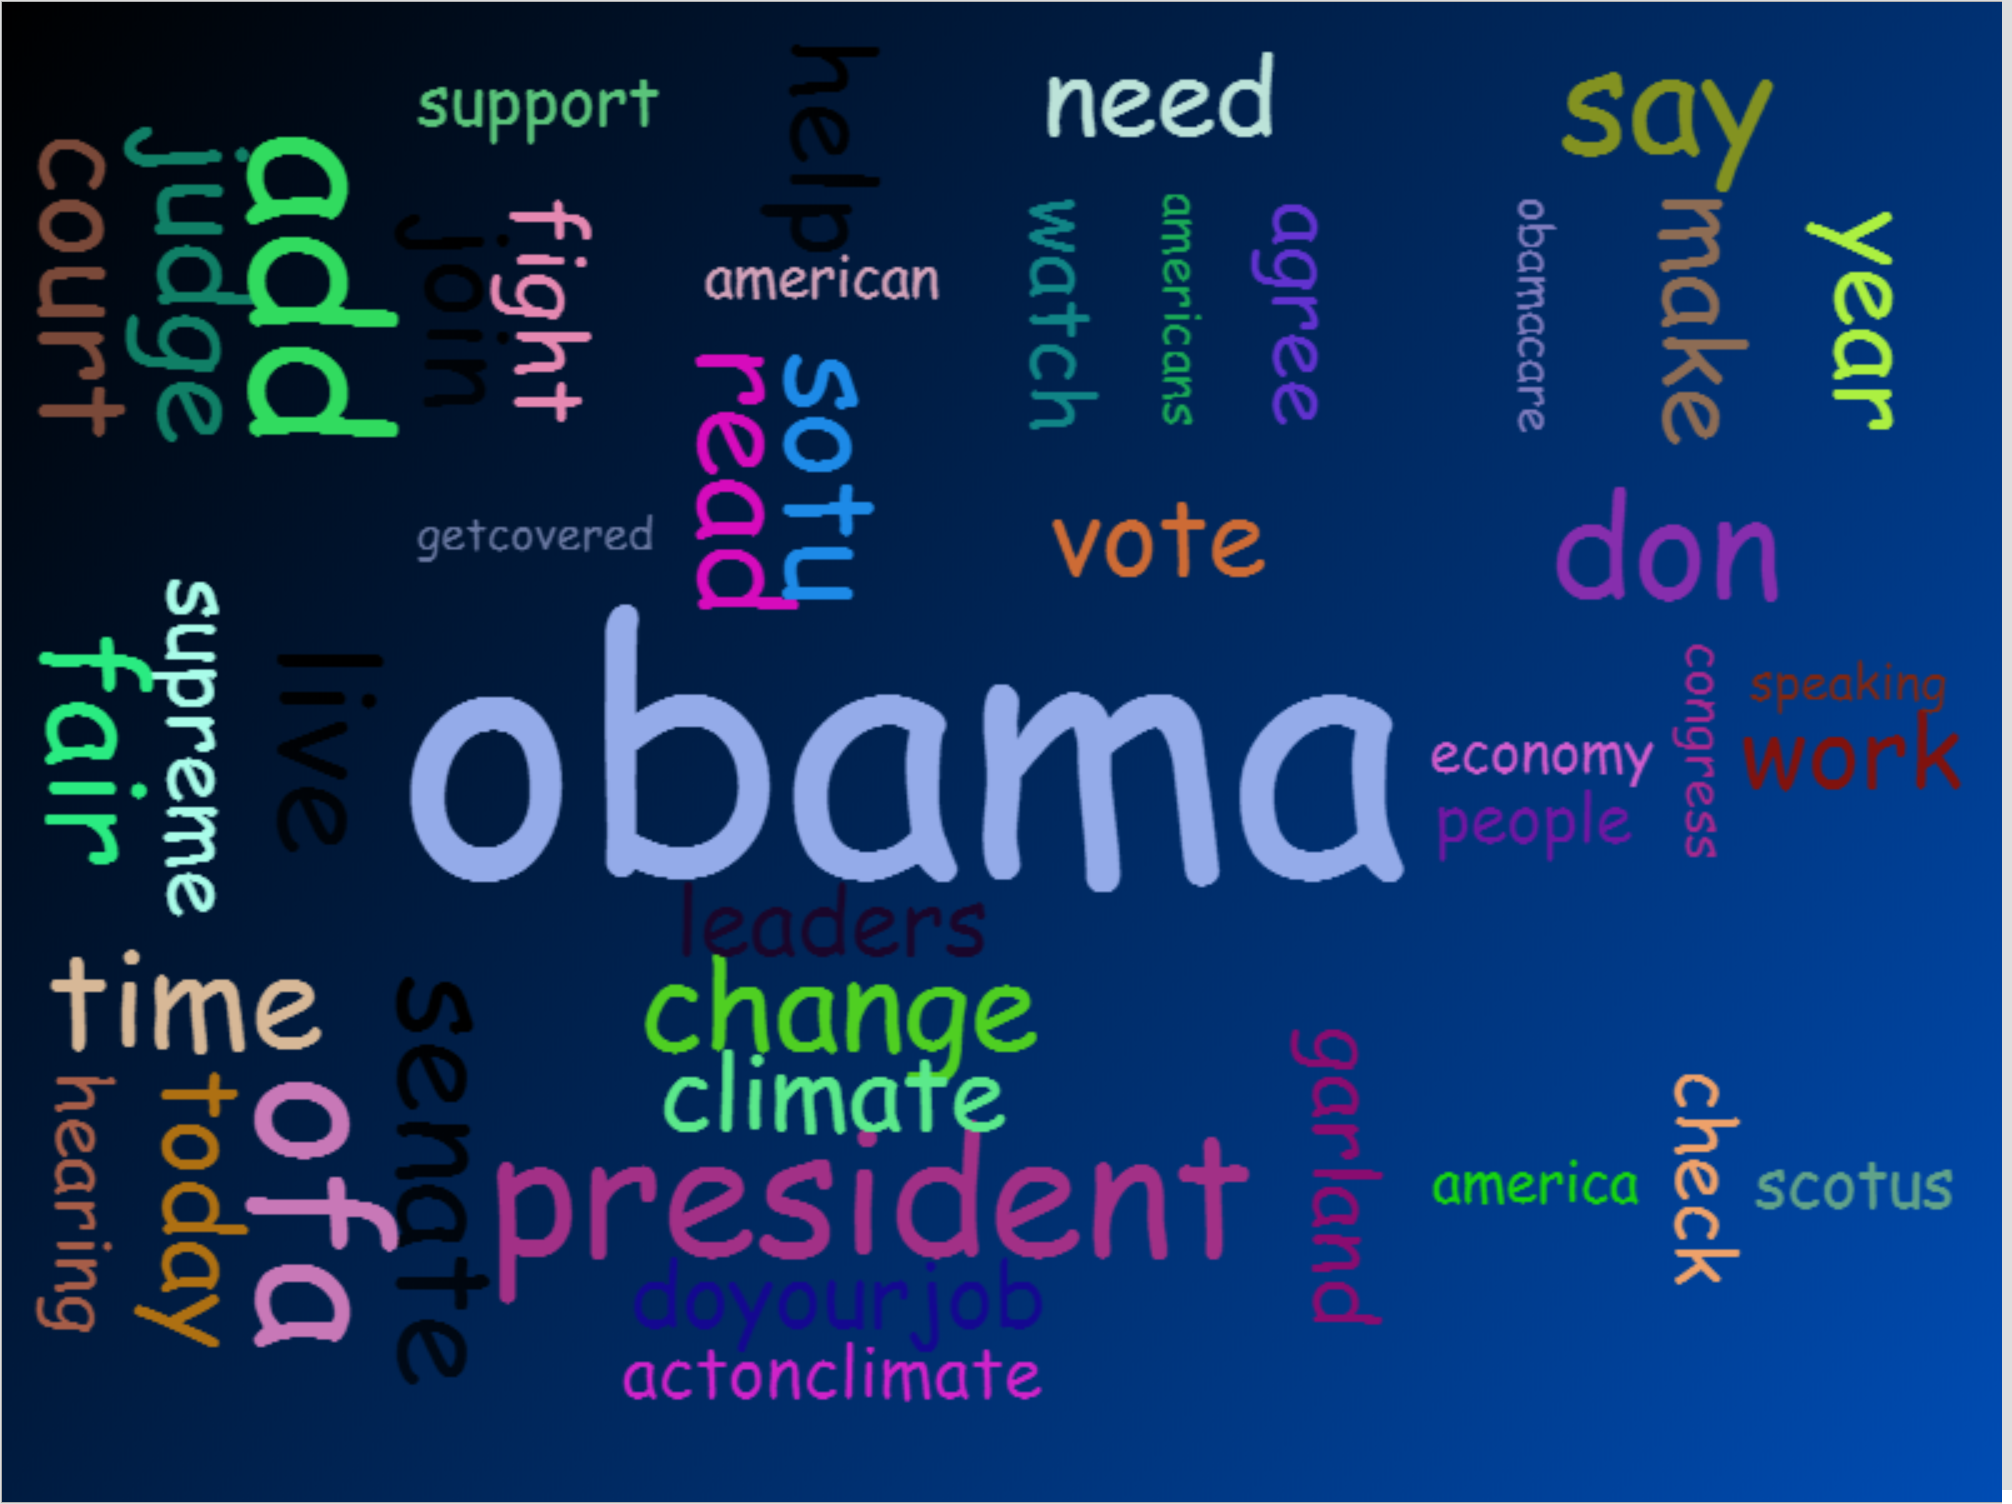 support
help
need
say
court
judge
add
join
fight
american
watch
americans
agree
obamacare
make
year
read
sotu
getcovered
vote
don
supreme
fair
live
obama
economy
people
congress
speaking
work
leaders
time
change
climate
senate
hearing
today
ofa
president
garland
america
check
scotus
doyourjob
actonclimate